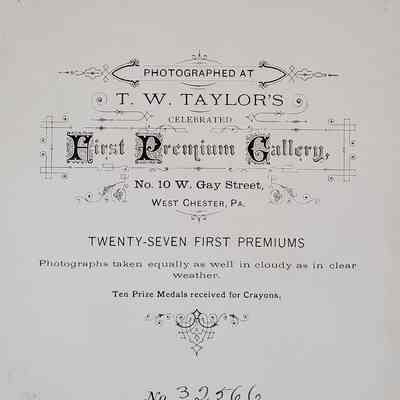 PHOTOGRAPHED AT
T. W. TAYLOR'S
CELEBRATED
First Premium Gallery,
No. 10 W. Gay Street,
WEST CHESTER, PA.
TWENTY-SEVEN FIRST PREMIUMS
Photographs taken equally as well in cloudy as in clear
weather.
Ten Prize Medals received for Crayons,
No. 32566